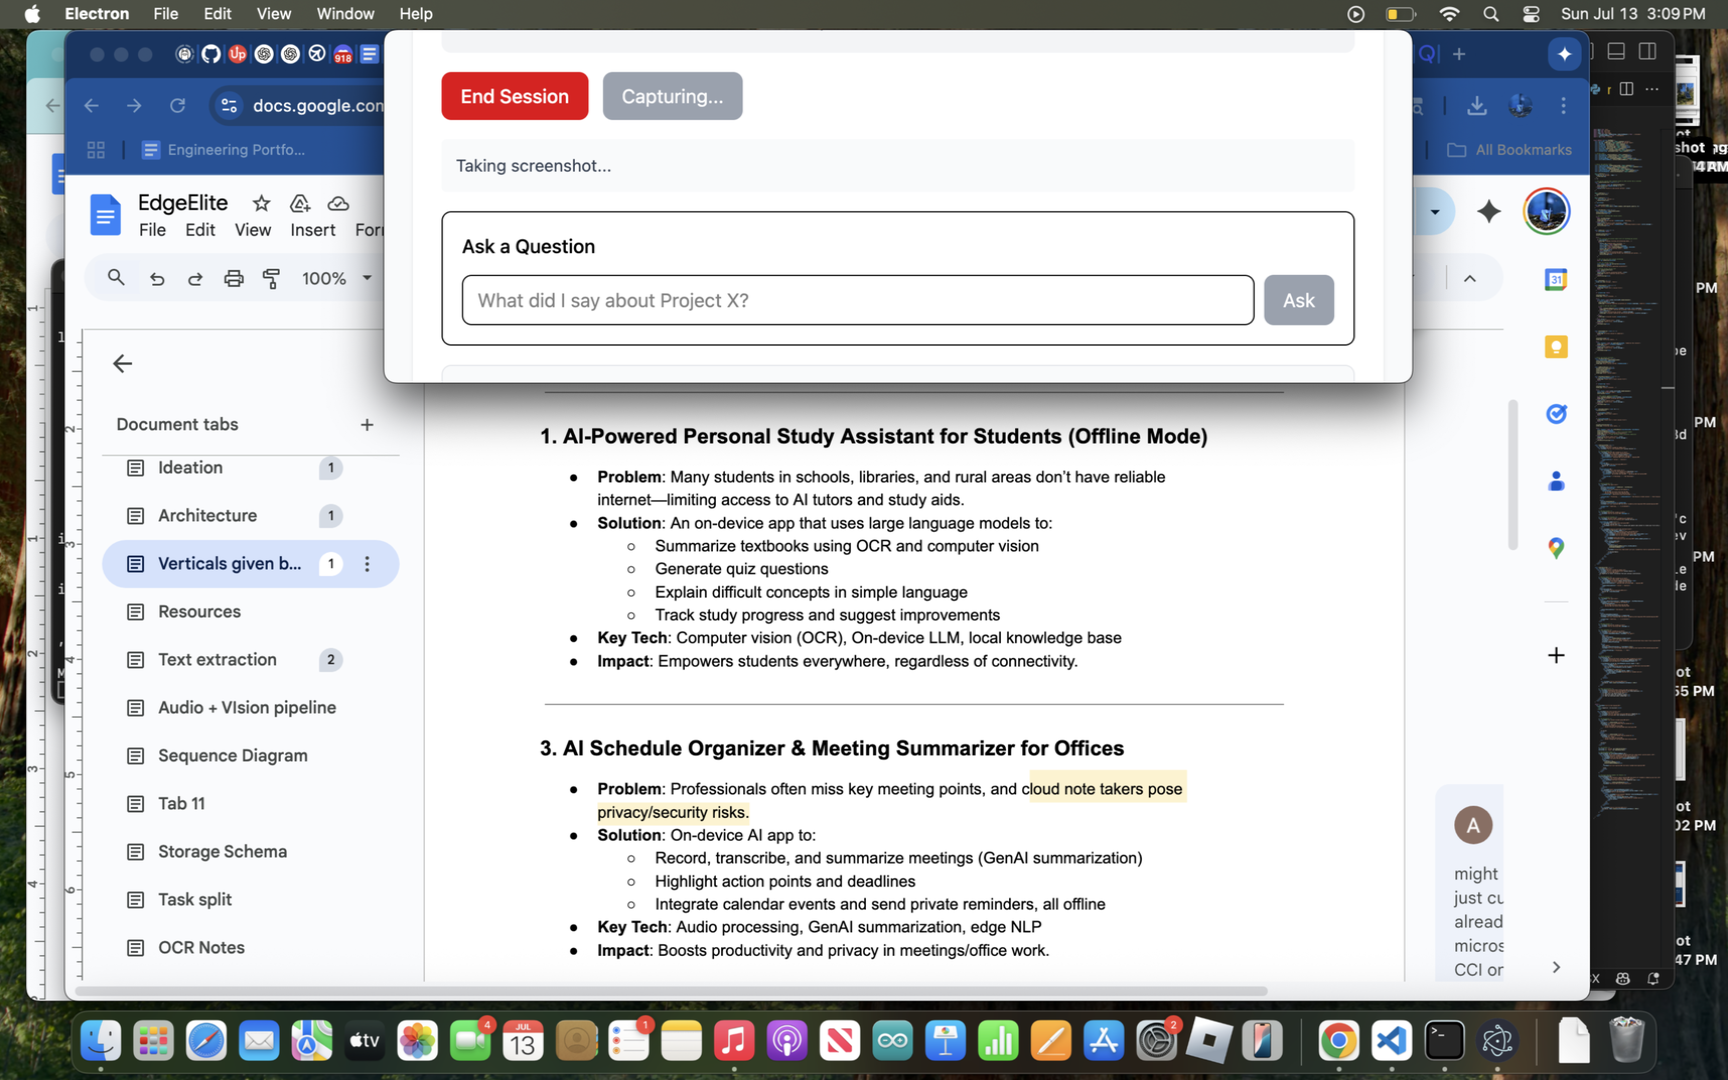 Electron File Edit View Window Help
Sun Jul 13 3:09 PM
Up
918
End Session
Capturing...
Taking screenshot...
Ask a Question
What did I say about Project X?
Ask
docs.google.com
Engineering Portfo...
All Bookmarks
EdgeElite
File Edit View Insert
100%
Document tabs
Ideation 1
Architecture 1
Verticals given b... 1
Resources
Text extraction 2
Audio + VIsion pipeline
Sequence Diagram
Tab 11
Storage Schema
Task split
OCR Notes
1. AI-Powered Personal Study Assistant for Students (Offline Mode)
Problem: Many students in schools, libraries, and rural areas don't have reliable
internet—limiting access to AI tutors and study aids.
Solution: An on-device app that uses large language models to:
Summarize textbooks using OCR and computer vision
Generate quiz questions
Explain difficult concepts in simple language
Track study progress and suggest improvements
Key Tech: Computer vision (OCR), On-device LLM, local knowledge base
Impact: Empowers students everywhere, regardless of connectivity.
3. AI Schedule Organizer & Meeting Summarizer for Offices
Problem: Professionals often miss key meeting points, and cloud note takers pose
privacy/security risks.
Solution: On-device AI app to:
Record, transcribe, and summarize meetings (GenAI summarization)
Highlight action points and deadlines
Integrate calendar events and send private reminders, all offline
Key Tech: Audio processing, GenAI summarization, edge NLP
Impact: Boosts productivity and privacy in meetings/office work.
31
A
might
just cu
alread
micros
CCI or
4 AM
PM
PM
PM
55 PM
02 PM
47 PM
tv
4
JUL
13
1
2